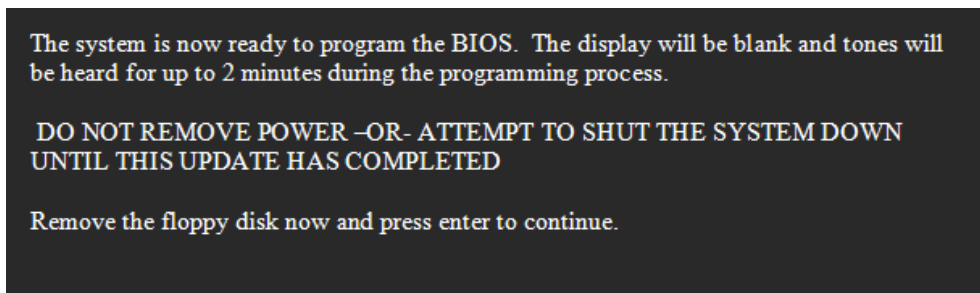 The system is now ready to program the BIOS.  The display will be blank and tones will
be heard for up to 2 minutes during the programming process.
DO NOT REMOVE POWER –OR- ATTEMPT TO SHUT THE SYSTEM DOWN
UNTIL THIS UPDATE HAS COMPLETED
Remove the floppy disk now and press enter to continue.